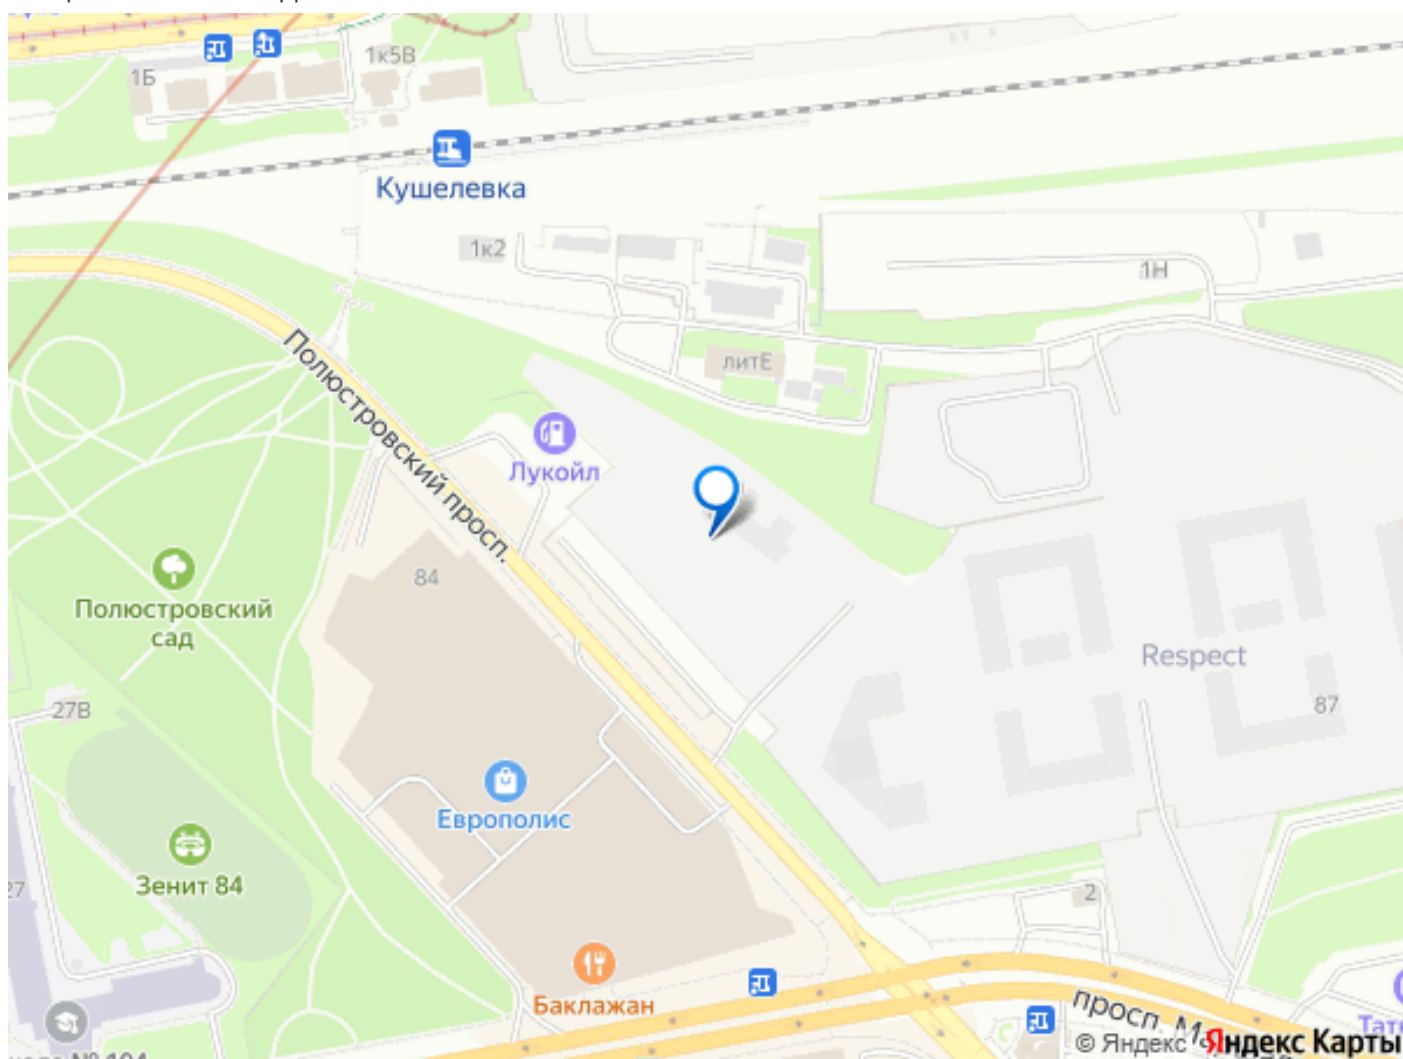 1Б
1к5В
Кушелевка
1к2
1Н
литЕ
Полюстровский просп.
Лукойл
84
Полюстровский
сад
Respect
87
27В
Европолис
Зенит 84
27
2
Баклажан
просп.
© Яндекс Яндекс Карты